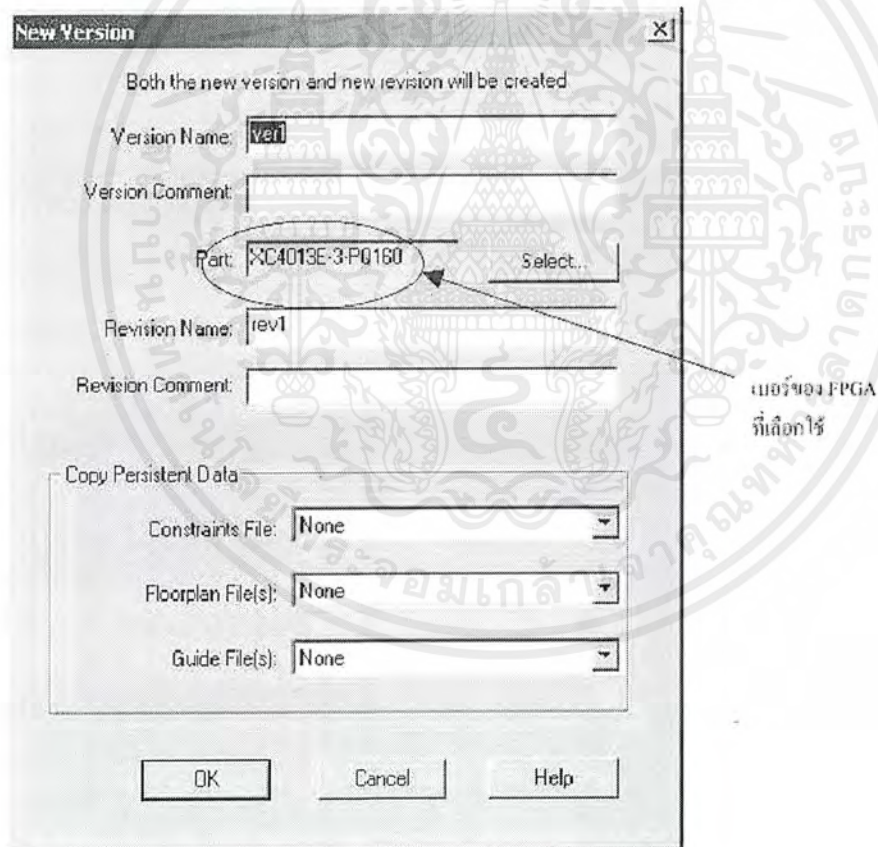 New Version
Both the new version and new revision will be created
Version Name: ver1
Version Comment:
Part: XC4013E-3-PQ160
Select...
Revision Name: rev1
Revision Comment:
เบอร์ของ FPGA
ที่เลือกใช้
Copy Persistent Data
Constraints File: None
Floorplan File(s): None
Guide File(s): None
OK
Cancel
Help